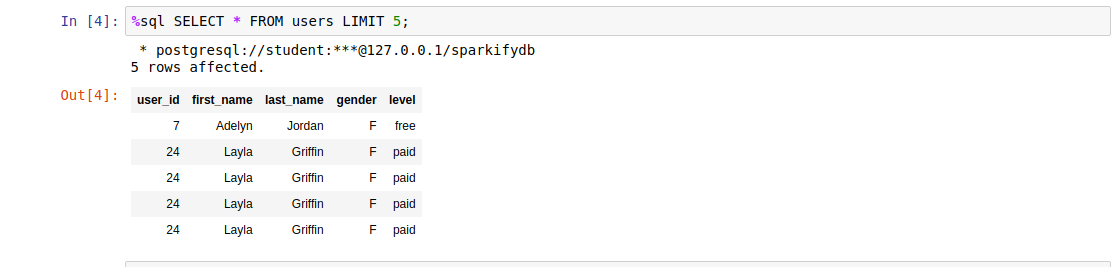 In [4]: %sql SELECT * FROM users LIMIT 5;
* postgresql://student:***@127.0.0.1/sparkifydb
5 rows affected.
Out[4]: user_id first_name last_name gender level
7 Adelyn Jordan F free
24 Layla Griffin F paid
24 Layla Griffin F paid
24 Layla Griffin F paid
24 Layla Griffin F paid